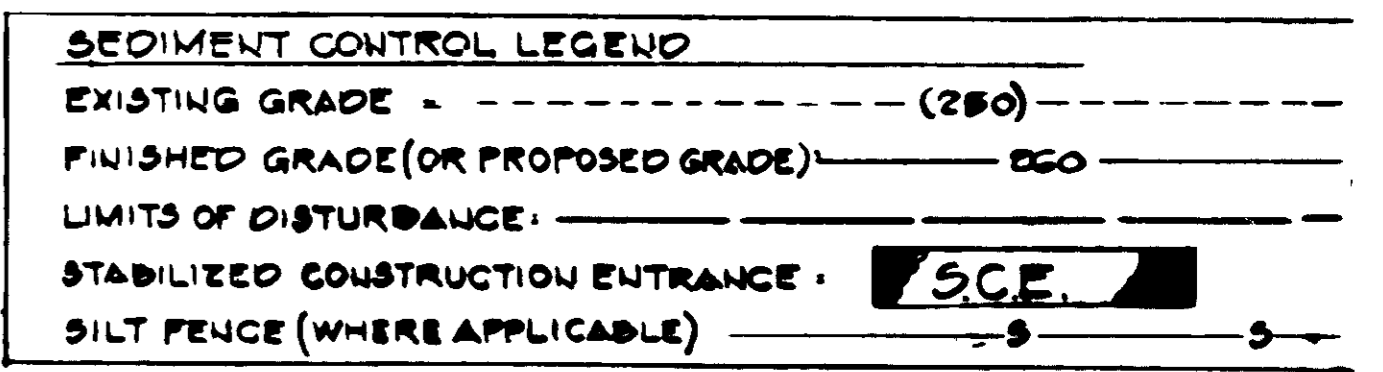 SEDIMENT CONTROL LEGEND
EXISTING GRADE - (250)
FINISHED GRADE (OR PROPOSED GRADE): 260
LIMITS OF DISTURBANCE:
STABILIZED CONSTRUCTION ENTRANCE: S.C.E.
SILT FENCE (WHERE APPLICABLE) S S